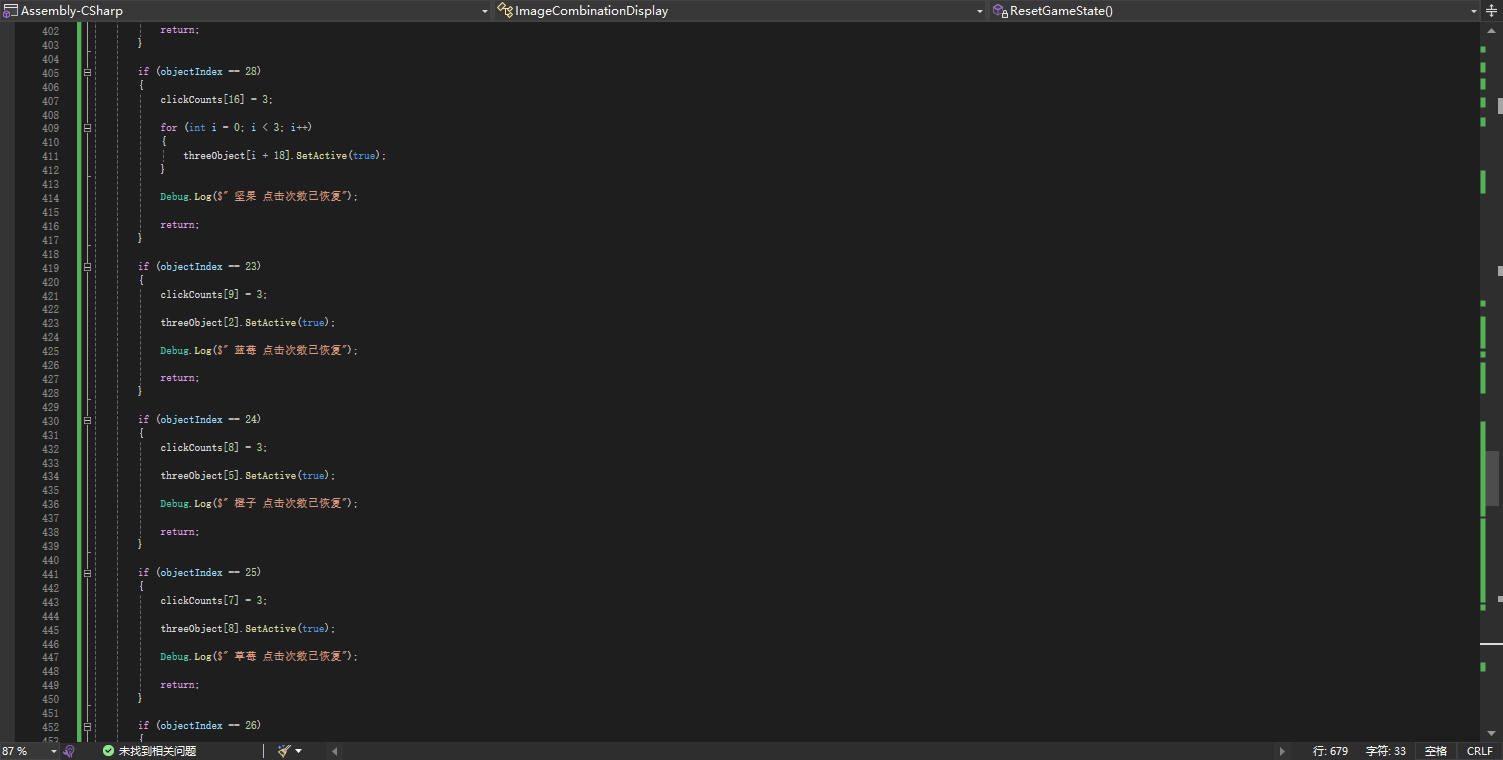 Assembly-CSharp ImageCombinationDisplay ResetGameState()
402 return;
403 }
404
405 if (objectIndex == 28)
406 {
407 clickCounts[16] = 3;
408
409 for (int i = 0; i < 3; i++)
410 {
411 threeObject[i + 18].SetActive(true);
412 }
413
414 Debug.Log($" 坚果 点击次数已恢复");
415
416 return;
417 }
418
419 if (objectIndex == 23)
420 {
421 clickCounts[9] = 3;
422
423 threeObject[2].SetActive(true);
424
425 Debug.Log($" 蓝莓 点击次数已恢复");
426
427 return;
428 }
429
430 if (objectIndex == 24)
431 {
432 clickCounts[8] = 3;
433
434 threeObject[5].SetActive(true);
435
436 Debug.Log($" 橙子 点击次数已恢复");
437
438 return;
439 }
440
441 if (objectIndex == 25)
442 {
443 clickCounts[7] = 3;
444
445 threeObject[8].SetActive(true);
446
447 Debug.Log($" 草莓 点击次数已恢复");
448
449 return;
450 }
451
452 if (objectIndex == 26)
453 {
87 % 未找到相关问题 行: 679 字符: 33 空格 CRLF